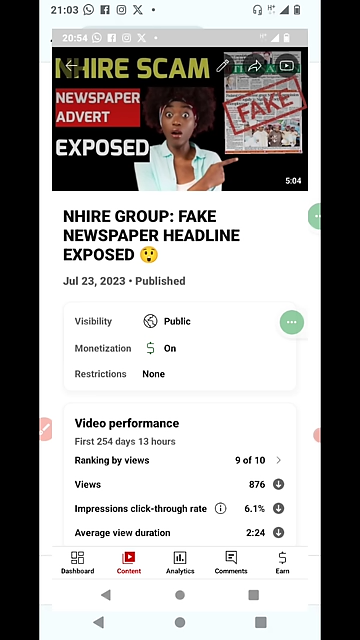 21:03
20:54
NHIRE SCAM
NEWSPAPER
ADVERT
EXPOSED
FAKE
5:04
NHIRE GROUP: FAKE
NEWSPAPER HEADLINE
EXPOSED 😲
Jul 23, 2023 • Published
Visibility Public
Monetization On
Restrictions None
Video performance
First 254 days 13 hours
Ranking by views 9 of 10
Views 876
Impressions click-through rate 6.1%
Average view duration 2:24
Dashboard Content Analytics Comments Earn